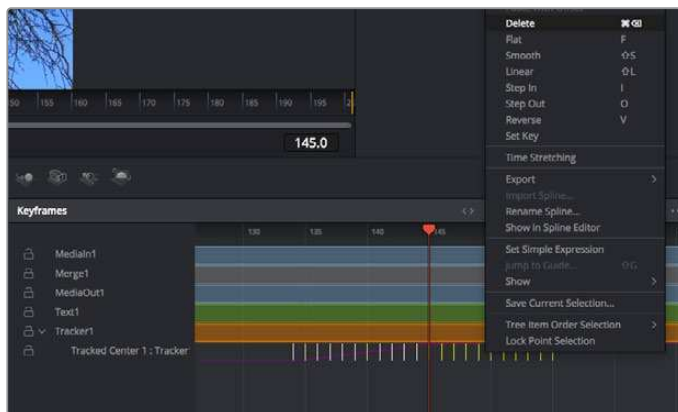 Delete ⌘⌫
Flat F
Smooth ⇧S
Linear ⇧L
Step In I
Step Out O
Reverse V
Set Key
Time Stretching
Export >
Import Spline...
Rename Spline...
Show in Spline Editor
Set Simple Expression
Jump to Guide... ⇧G
Show >
Save Current Selection...
Tree Item Order Selection >
Lock Point Selection
155 160 165 170 175 180 185 190 195
145.0
Keyframes < >
130 135 140 145
MediaIn1
Merge1
MediaOut1
Text1
Tracker1
Tracked Center 1 : Tracker